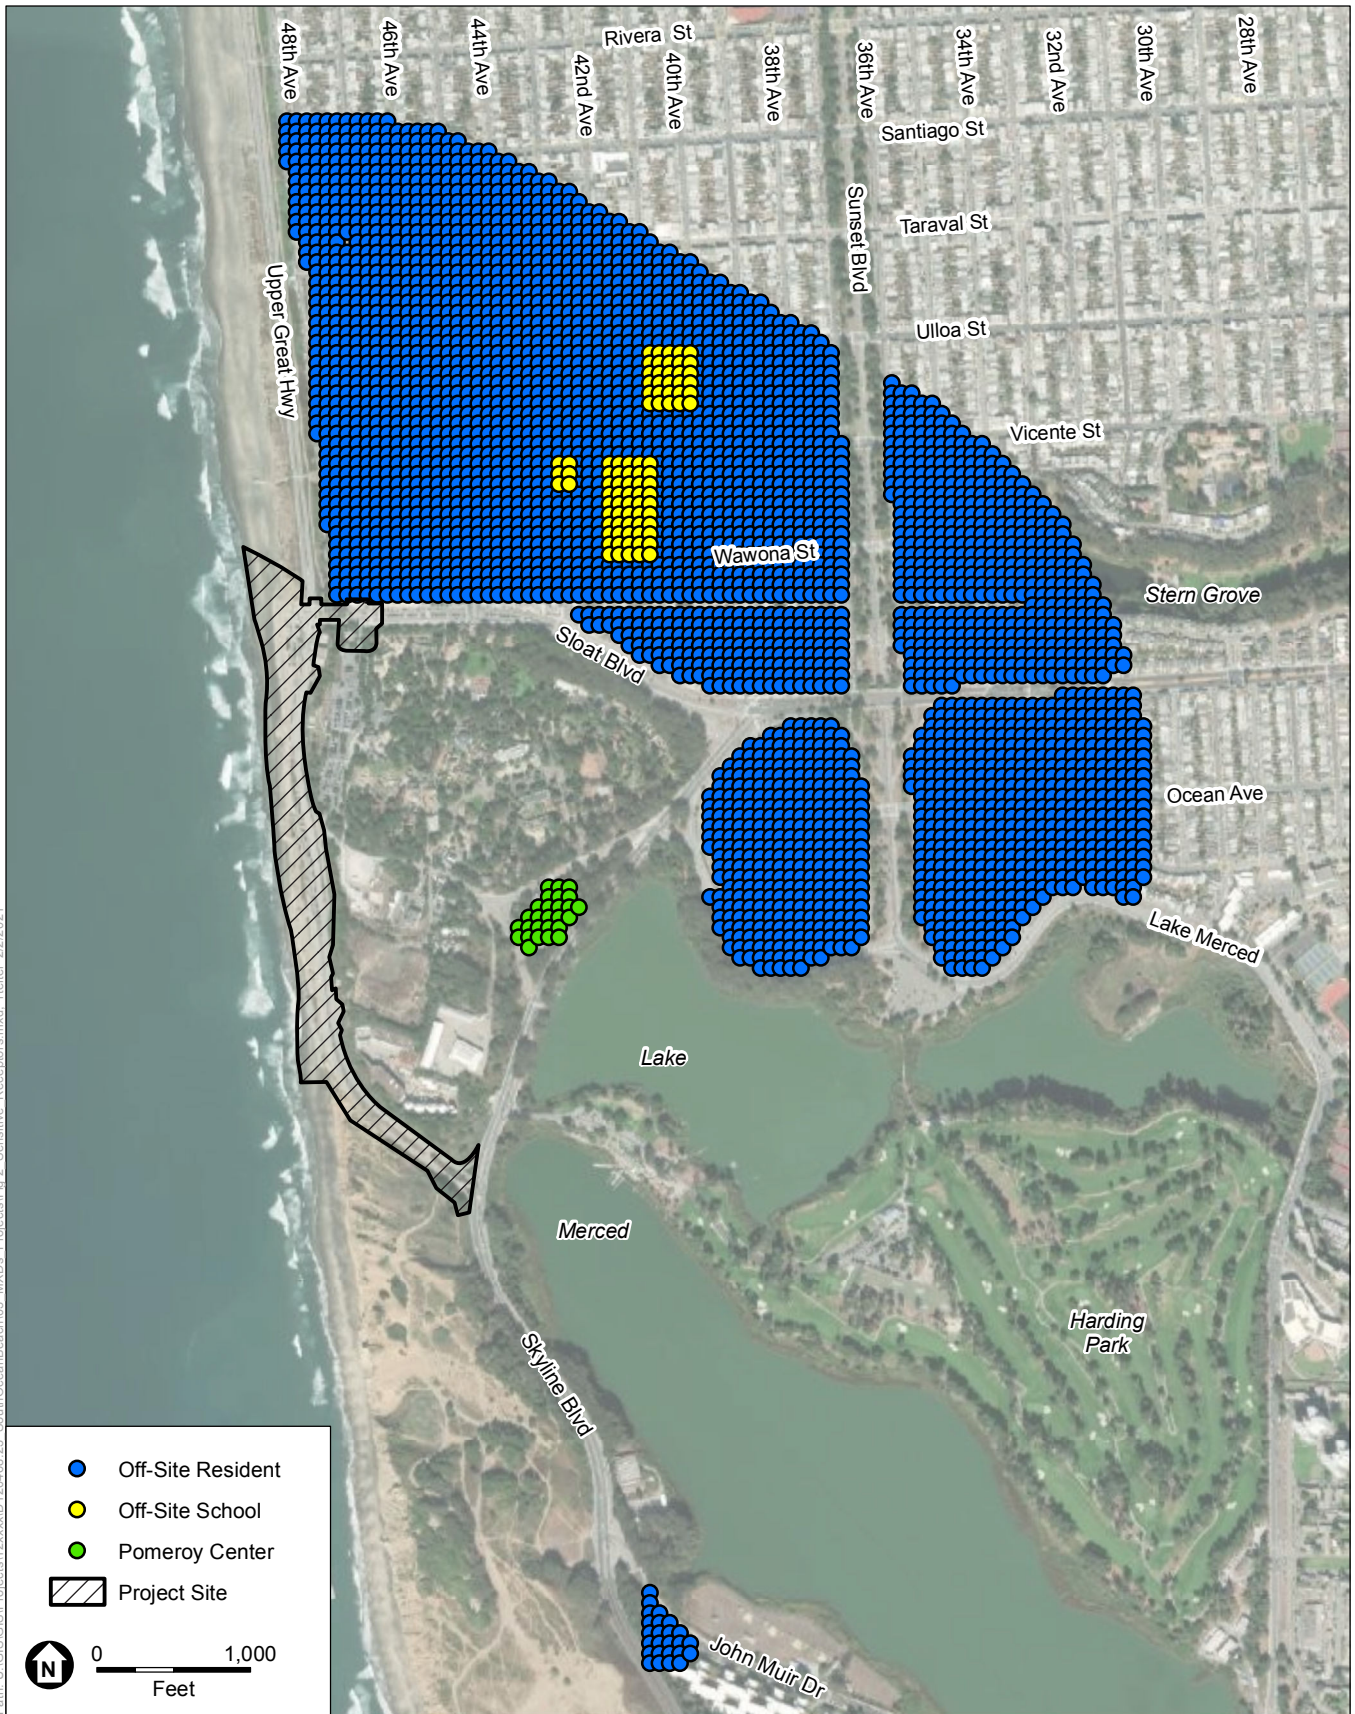 48th Ave
46th Ave
44th Ave
42nd Ave
Rivera St
40th Ave
38th Ave
36th Ave
34th Ave
32nd Ave
30th Ave
28th Ave
Santiago St
Sunset Blvd
Taraval St
Upper Great Hwy
Ulloa St
Vicente St
Wawona St
Stern Grove
Sloat Blvd
Ocean Ave
Lake Merced
Lake
Merced
Harding
Park
Skyline Blvd
John Muir Dr
Off-Site Resident
Off-Site School
Pomeroy Center
Project Site
N
0 1,000
Feet